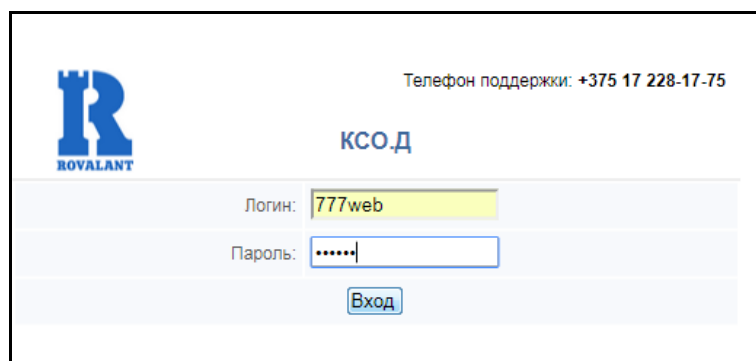 Телефон поддержки: +375 17 228-17-75
ROVALANT
КСО.Д
Логин: 777web
Пароль: ••••••
Вход